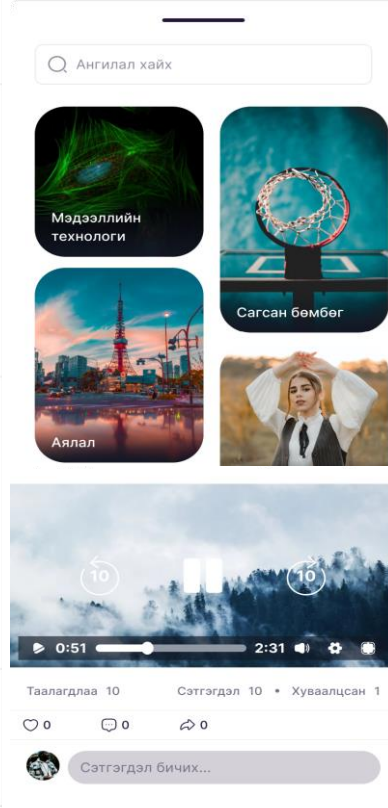 Ангилал хайх
Мэдээллийн
технологи
Сагсан бөмбөг
Аялал
10
10
0:51
2:31
Таалагдлаа 10
Сэтгэгдэл 10 • Хуваалцсан 1
0
0
0
Сэтгэгдэл бичих...